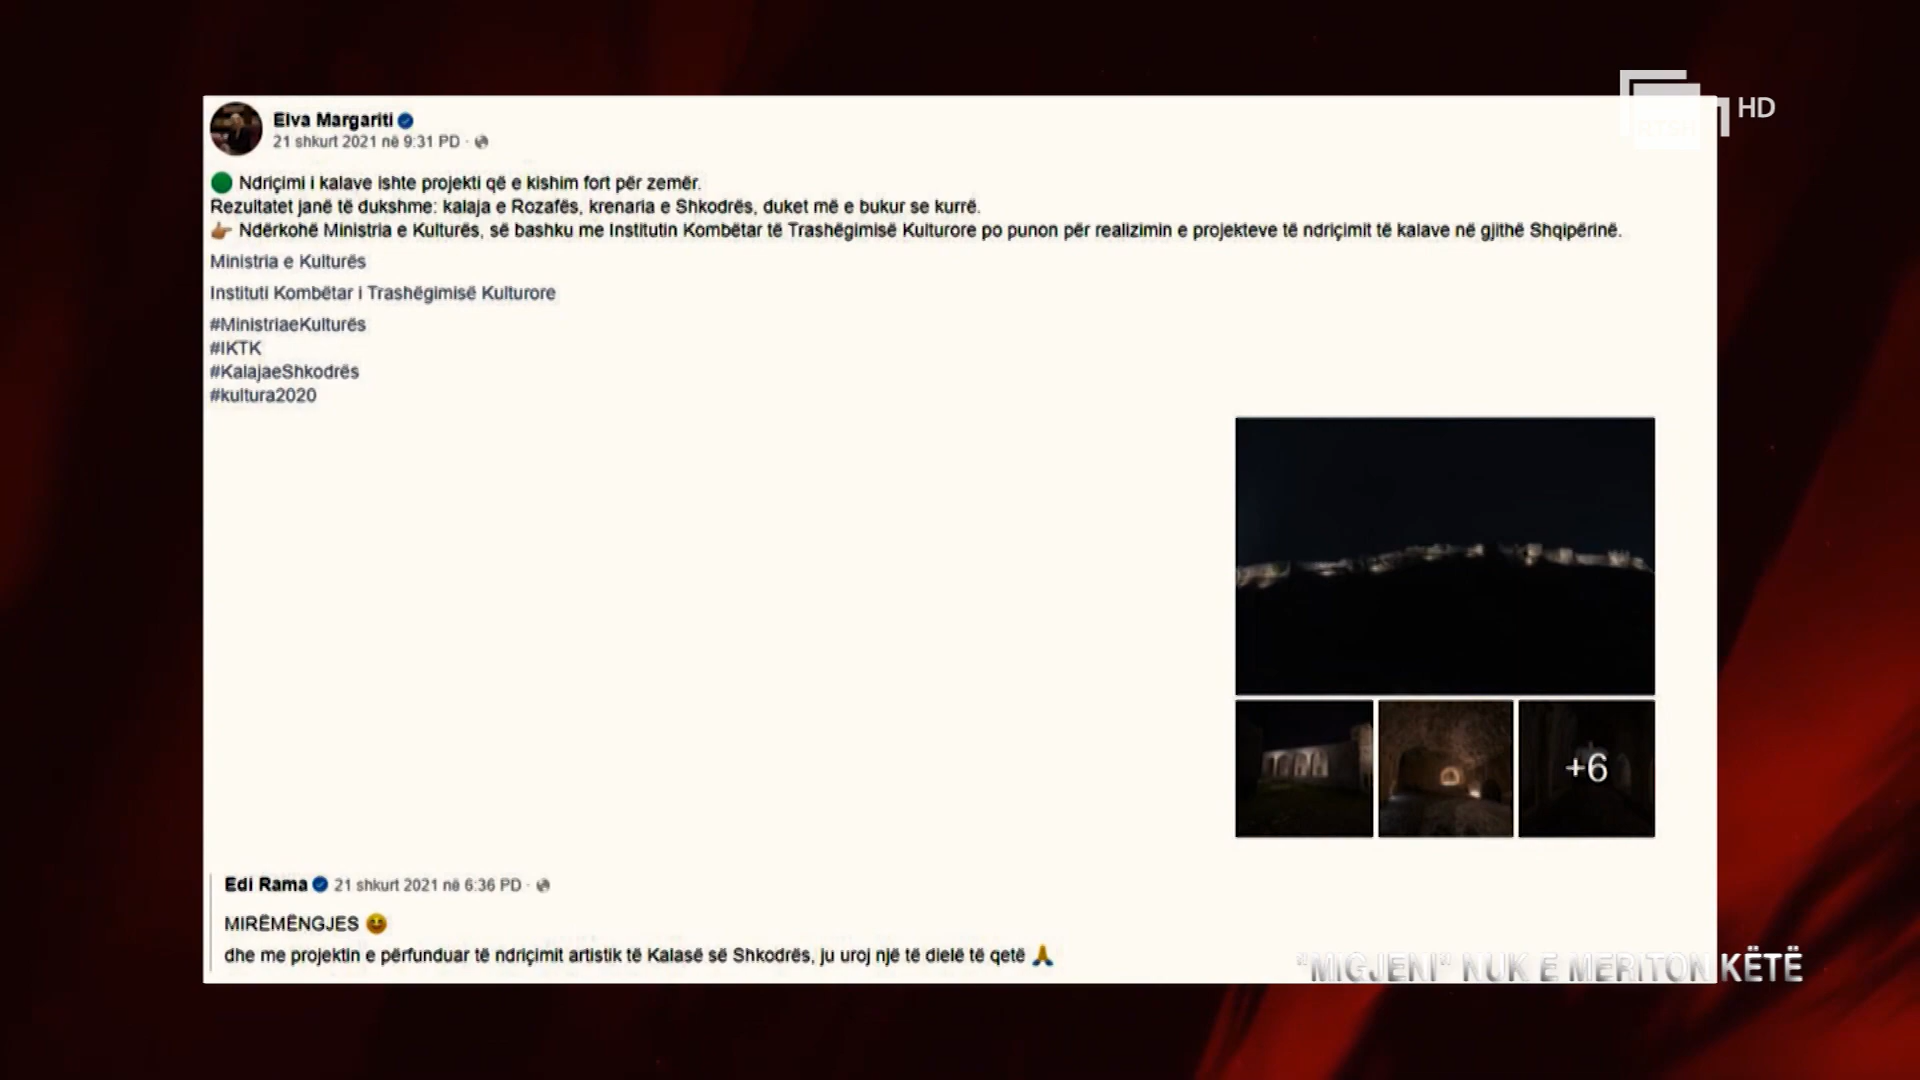 HD
Elva Margariti
21 shkurt 2021 në 9:31 PD ·
Ndriçimi i kalave ishte projekti që e kishim fort për zemër.
Rezultatet janë të dukshme: kalaja e Rozafës, krenaria e Shkodrës, duket më e bukur se kurrë.
Ndërkohë Ministria e Kulturës, së bashku me Institutin Kombëtar të Trashëgimisë Kulturore po punon për realizimin e projekteve të ndriçimit të kalave në gjithë Shqipërinë.
Ministria e Kulturës
Instituti Kombëtar i Trashëgimisë Kulturore
#MinistriaeKulturës
#IKTK
#KalajaeShkodrës
#kultura2020
+6
Edi Rama 21 shkurt 2021 në 6:36 PD ·
MIRËMËNGJES
dhe me projektin e përfunduar të ndriçimit artistik të Kalasë së Shkodrës, ju uroj një të dielë të qetë
"MIGJENI" NUK E MERITON KËTË